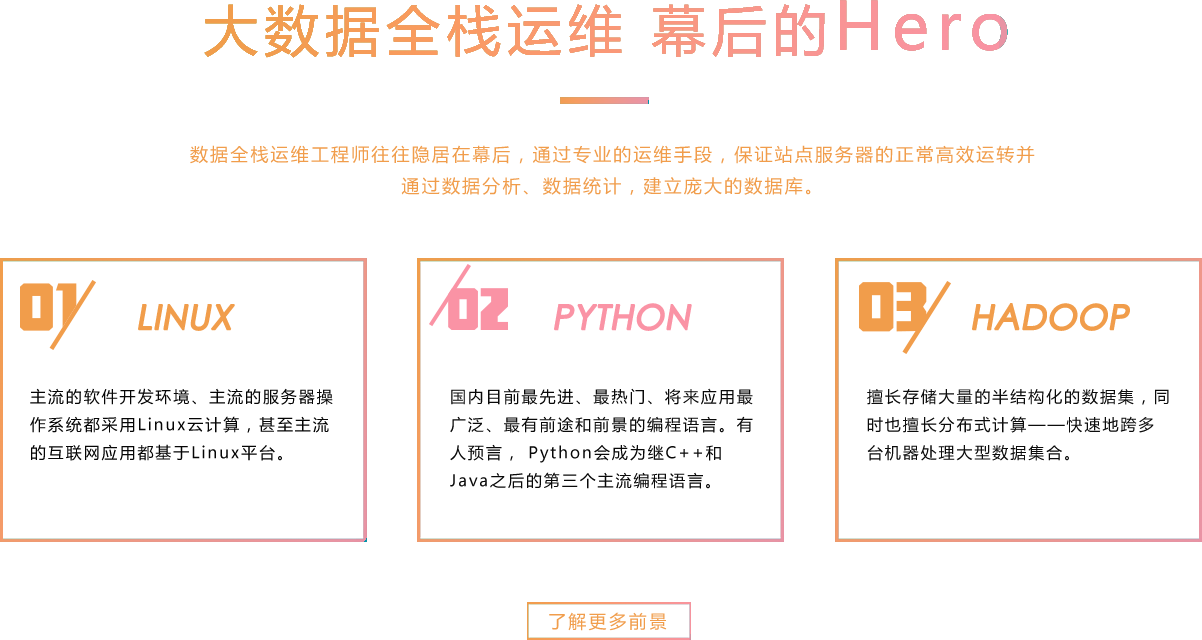 大数据全栈运维 幕后的Hero
数据全栈运维工程师往往隐居在幕后，通过专业的运维手段，保证站点服务器的正常高效运转并
通过数据分析、数据统计，建立庞大的数据库。
01
LINUX
主流的软件开发环境、主流的服务器操
作系统都采用Linux云计算，甚至主流
的互联网应用都基于Linux平台。
02
PYTHON
国内目前最先进、最热门、将来应用最
广泛、最有前途和前景的编程语言。有
人预言， Python会成为继C++和
Java之后的第三个主流编程语言。
03
HADOOP
擅长存储大量的半结构化的数据集，同
时也擅长分布式计算——快速地跨多
台机器处理大型数据集合。
了解更多前景